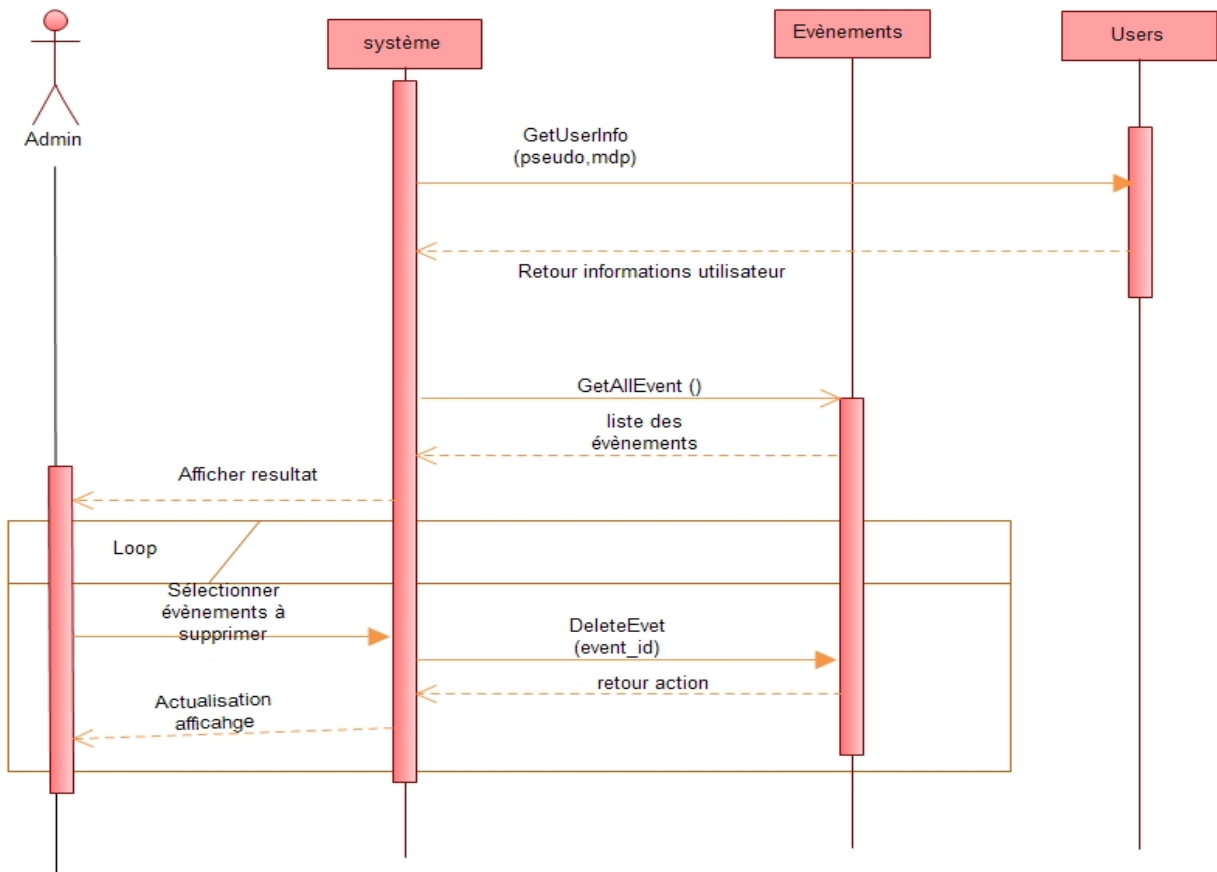 système
Evènements
Users
Admin
GetUserInfo
(pseudo,mdp)
Retour informations utilisateur
GetAllEvent ()
liste des
évènements
Afficher resultat
Loop
Sélectionner
évènements à
supprimer
DeleteEvet
(event_id)
retour action
Actualisation
afficahge